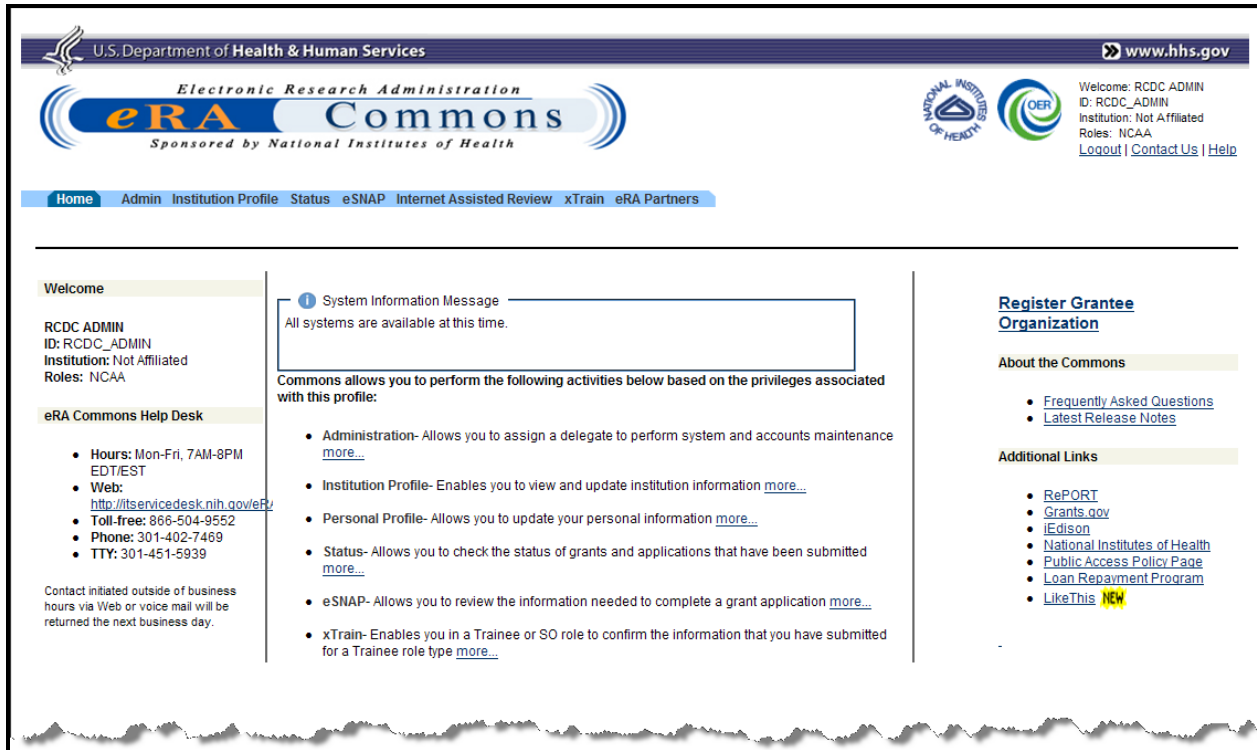 U.S. Department of Health & Human Services
www.hhs.gov
Electronic Research Administration
eRA Commons
Sponsored by National Institutes of Health
NATIONAL INSTITUTES OF HEALTH
OER
Welcome: RCDC ADMIN
ID: RCDC_ADMIN
Institution: Not Affiliated
Roles: NCAA
Logout | Contact Us | Help
Home Admin Institution Profile Status eSNAP Internet Assisted Review xTrain eRA Partners
Welcome
RCDC ADMIN
ID: RCDC_ADMIN
Institution: Not Affiliated
Roles: NCAA
eRA Commons Help Desk
• Hours: Mon-Fri, 7AM-8PM
EDT/EST
• Web:
http://itservicedesk.nih.gov/eRA
• Toll-free: 866-504-9552
• Phone: 301-402-7469
• TTY: 301-451-5939
Contact initiated outside of business
hours via Web or voice mail will be
returned the next business day.
System Information Message
All systems are available at this time.
Commons allows you to perform the following activities below based on the privileges associated
with this profile:
• Administration- Allows you to assign a delegate to perform system and accounts maintenance
more...
• Institution Profile- Enables you to view and update institution information more...
• Personal Profile- Allows you to update your personal information more...
• Status- Allows you to check the status of grants and applications that have been submitted
more...
• eSNAP- Allows you to review the information needed to complete a grant application more...
• xTrain- Enables you in a Trainee or SO role to confirm the information that you have submitted
for a Trainee role type more...
Register Grantee
Organization
About the Commons
• Frequently Asked Questions
• Latest Release Notes
Additional Links
• RePORT
• Grants.gov
• iEdison
• National Institutes of Health
• Public Access Policy Page
• Loan Repayment Program
• LikeThis NEW